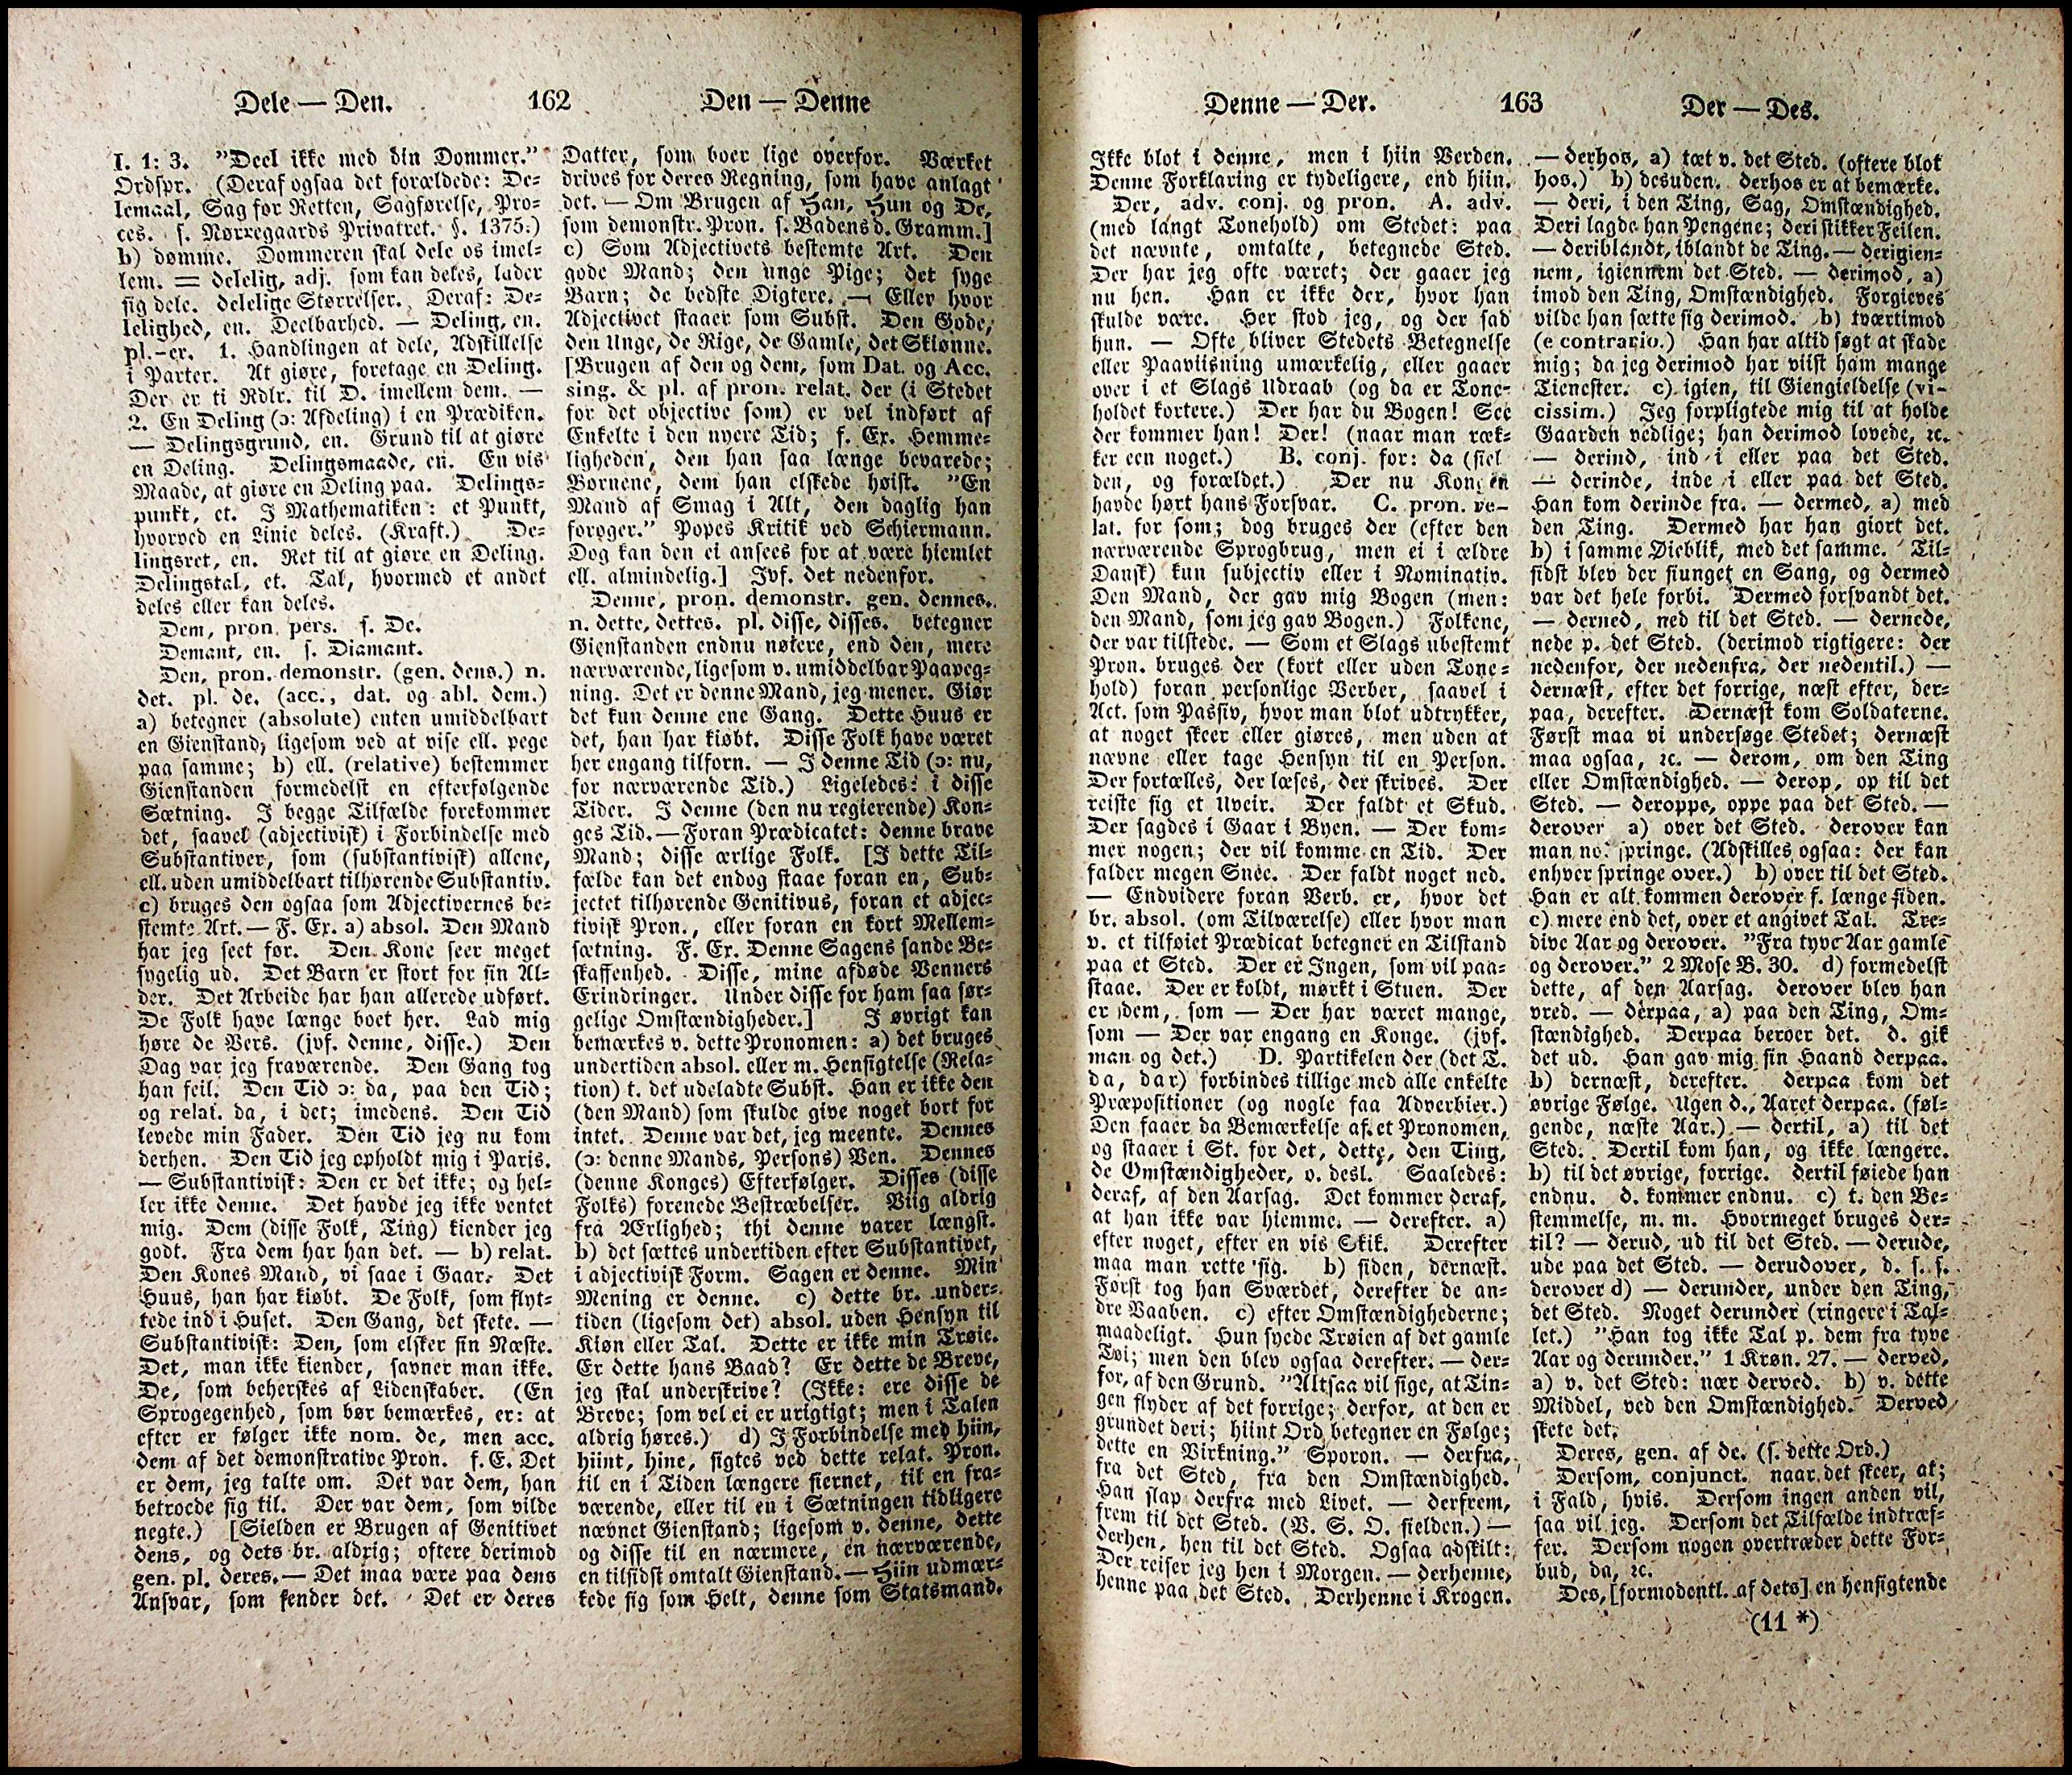 Dele — Den.
162
Den — Denne
I. 1: 3. "Deel ikke med din Dommer."
Ordspr. (Deraf ogsaa det forældede: De-
lemaal, Sag for Retten, Sagførelse, Pro-
ces. s. Nørregaards Privatret. §. 1375.)
b) dømme. Dommeren skal dele os imel-
lem. = delelig, adj. som kan deles, lader
sig dele. delelige Størrelser. Deraf: De-
lelighed, en. Deelbarhed. — Deling, en.
pl.-er. 1. Handlingen at dele, Adskillelse
i Parter. At giøre, foretage en Deling.
Der er ti Rdlr. til D. imellem dem. —
2. En Deling (ɔ: Afdeling) i en Prædiken.
— Delingsgrund, en. Grund til at giøre
en Deling. Delingsmaade, en. En vis
Maade, at giøre en Deling paa. Delings-
punkt, et. I Mathematiken: et Punkt,
hvorved en Linie deles. (Kraft.) De-
lingsret, en. Ret til at giøre en Deling.
Delingstal, et. Tal, hvormed et andet
deles eller kan deles.
Dem, pron. pers. s. De.
Demant, en. s. Diamant.
Den, pron. demonstr. (gen. dens.) n.
det. pl. de. (acc., dat. og abl. dem.)
a) betegner (absolute) enten umiddelbart
en Gienstand, ligesom ved at vise ell. pege
paa samme; b) ell. (relative) bestemmer
Gienstanden formedelst en efterfølgende
Sætning. I begge Tilfælde forekommer
det, saavel (adjectivisk) i Forbindelse med
Substantiver, som (substantivisk) allene,
ell. uden umiddelbart tilhørende Substantiv.
c) bruges den ogsaa som Adjectivernes be-
stemte Art. — F. Ex. a) absol. Den Mand
har jeg seet før. Den Kone seer meget
sygelig ud. Det Barn er stort for sin Al-
der. Det Arbeide har han allerede udført.
De Folk have længe boet her. Lad mig
høre de Vers. (jvf. denne, disse.) Den
Dag var jeg fraværende. Den Gang tog
han feil. Den Tid ɔ: da, paa den Tid;
og relat. da, i det; imedens. Den Tid
levede min Fader. Den Tid jeg nu kom
derhen. Den Tid jeg opholdt mig i Paris.
— Substantivisk: Den er det ikke; og hel-
ler ikke denne. Det havde jeg ikke ventet
mig. Dem (disse Folk, Ting) kiender jeg
godt. Fra dem har han det. — b) relat.
Den Kones Mand, vi saae i Gaar. Det
Huus, han har kiøbt. De Folk, som flyt-
tede ind i Huset. Den Gang, det skete. —
Substantivisk: Den, som elsker sin Næste.
Det, man ikke kiender, savner man ikke.
De, som beherskes af Lidenskaber. (En
Sprogegenhed, som bør bemærkes, er: at
efter er følger ikke nom. de, men acc.
dem af det demonstrative Pron. f. E. Det
er dem, jeg talte om. Det var dem, han
betroede sig til. Der var dem, som vilde
negte.) [Sielden er Brugen af Genitivet
dens, og dets br. aldrig; oftere derimod
gen. pl. deres. — Det maa være paa dens
Ansvar, som sender det. Det er deres
Datter, som boer lige overfor. Værket
drives for deres Regning, som have anlagt
det. — Om Brugen af Han, Hun og De,
som demonstr. Pron. s. Badens d. Gramm.]
c) Som Adjectivets bestemte Art. Den
gode Mand; den unge Pige; det syge
Barn; de bedste Digtere. — Eller hvor
Adjectivet staaer som Subst. Den Gode,
den Unge, de Rige, de Gamle, det Skiønne.
[Brugen af den og dem, som Dat. og Acc.
sing. & pl. af pron. relat. der (i Stedet
for det objective som) er vel indført af
Enkelte i den nyere Tid; f. Ex. Hemme-
ligheden, den han saa længe bevarede;
Børnene, dem han elskede høist. "En
Mand af Smag i Alt, den daglig han
forøger." Popes Kritik ved Schiermann.
Dog kan den ei ansees for at være hiemlet
ell. almindelig.] Jvf. det nedenfor.
Denne, pron. demonstr. gen. dennes.
n. dette, dettes. pl. disse, disses. betegner
Gienstanden endnu nøiere, end den, mere
nærværende, ligesom v. umiddelbar Paapeg-
ning. Det er denne Mand, jeg mener. Giør
det kun denne ene Gang. Dette Huus er
det, han har kiøbt. Disse Folk have været
her engang tilforn. — I denne Tid (ɔ: nu,
for nærværende Tid.) Ligeledes: i disse
Tider. I denne (den nu regierende) Kon-
ges Tid. — Foran Prædicatet: denne brave
Mand; disse ærlige Folk. [I dette Til-
fælde kan det endog staae foran en, Sub-
jectet tilhørende Genitivus, foran et adjec-
tivisk Pron., eller foran en kort Mellem-
sætning. F. Ex. Denne Sagens sande Be-
skaffenhed. Disse, mine afdøde Venners
Erindringer. Under disse for ham saa sør-
gelige Omstændigheder.] I øvrigt kan
bemærkes v. dette Pronomen: a) det bruges
undertiden absol. eller m. Hensigtelse (Rela-
tion) t. det udeladte Subst. Han er ikke den
(den Mand) som skulde give noget bort for
intet. Denne var det, jeg meente. Dennes
(ɔ: denne Mands, Persons) Ven. Dennes
(denne Konges) Efterfølger. Disses (disse
Folks) forenede Bestræbelser. Viig aldrig
fra Ærlighed; thi denne varer længst.
b) det sættes undertiden efter Substantivet,
i adjectivisk Form. Sagen er denne. Min
Mening er denne. c) dette br. under-
tiden (ligesom det) absol. uden Hensyn til
Kiøn eller Tal. Dette er ikke min Trøie.
Er dette hans Baad? Er dette de Breve,
jeg skal underskrive? (Ikke: ere disse de
Breve; som vel ei er urigtigt; men i Talen
aldrig høres.) d) I Forbindelse med hiin,
hiint, hine, sigtes ved dette relat. Pron.
til en i Tiden længere fiernet, til en fra-
værende, eller til en i Sætningen tidligere
nævnet Gienstand; ligesom v. denne, dette
og disse til en nærmere, en nærværende,
en tilsidst omtalt Gienstand. — Hiin udmær-
kede sig som Helt, denne som Statsmand.
Denne — Der.
163
Der — Des.
Ikke blot i denne, men i hiin Verden.
Denne Forklaring er tydeligere, end hiin.
Der, adv. conj. og pron. A. adv.
(med langt Tonehold) om Stedet: paa
det nævnte, omtalte, betegnede Sted.
Der har jeg ofte været; der gaaer jeg
nu hen. Han er ikke der, hvor han
skulde være. Her stod jeg, og der sad
hun. — Ofte bliver Stedets Betegnelse
eller Paaviisning umærkelig, eller gaaer
over i et Slags Udraab (og da er Tone-
holdet kortere.) Der har du Bogen! See
der kommer han! Der! (naar man ræk-
ker een noget.) B. conj. for: da (siel
den, og forældet.) Der nu Kongen
havde hørt hans Forsvar. C. pron. re-
lat. for som; dog bruges der (efter den
nærværende Sprogbrug, men ei i ældre
Dansk) kun subjectiv eller i Nominativ.
Den Mand, der gav mig Bogen (men:
den Mand, som jeg gav Bogen.) Folkene,
der var tilstede. — Som et Slags ubestemt
Pron. bruges der (kort eller uden Tone-
hold) foran personlige Verber, saavel i
Act. som Passiv, hvor man blot udtrykker,
at noget skeer eller giøres, men uden at
nævne eller tage Hensyn til en Person.
Der fortælles, der læses, der skrives. Der
reiste sig et Uveir. Der faldt et Skud.
Der sagdes i Gaar i Byen. — Der kom-
mer nogen; der vil komme en Tid. Der
falder megen Snee. Der faldt noget ned.
— Endvidere foran Verb. er, hvor det
br. absol. (om Tilværelse) eller hvor man
v. et tilføiet Prædicat betegner en Tilstand
paa et Sted. Der er Ingen, som vil paa-
staae. Der er koldt, mørkt i Stuen. Der
er dem, som — Der har været mange,
som — Der var engang en Konge. (jvf.
man og det.) D. Partikelen der (det T.
da, dar) forbindes tillige med alle enkelte
Præpositioner (og nogle faa Adverbier.)
Den faaer da Bemærkelse af et Pronomen,
og staaer i St. for det, dette, den Ting,
de Omstændigheder, o. desl. Saaledes:
deraf, af den Aarsag. Det kommer deraf,
at han ikke var hiemme. — derefter. a)
efter noget, efter en vis Skik. Derefter
maa man rette sig. b) siden, dernæst.
Først tog han Sværdet, derefter de an-
dre Vaaben. c) efter Omstændighederne;
maadeligt. Hun syede Trøien af det gamle
Tøi; men den blev ogsaa derefter. — der-
for, af den Grund. "Altsaa vil sige, at Tin-
gen flyder af det forrige; derfor, at den er
grundet deri; hiint Ord betegner en Følge;
dette en Virkning." Sporon. — derfra,
fra det Sted, fra den Omstændighed.
Han slap derfra med Livet. — derfrem,
frem til det Sted. (V. S. O. sielden.) —
derhen, hen til det Sted. Ogsaa adskilt:
Der reiser jeg hen i Morgen. — derhenne,
henne paa det Sted. Derhenne i Krogen.
— derhos, a) tæt v. det Sted. (oftere blot
hos.) b) desuden. derhos er at bemærke.
— deri, i den Ting, Sag, Omstændighed.
Deri lagde han Pengene; deri stikker Feilen.
— deriblandt, iblandt de Ting. — derigien-
nem, igiennem det Sted. — derimod, a)
imod den Ting, Omstændighed. Forgieves
vilde han sætte sig derimod. b) tværtimod
(e contrario.) Han har altid søgt at skade
mig; da jeg derimod har viist ham mange
Tienester. c) igien, til Giengieldelse (vi-
cissim.) Jeg forpligtede mig til at holde
Gaarden vedlige; han derimod lovede, ɔc.
— derind, ind i eller paa det Sted.
— derinde, inde i eller paa det Sted.
Han kom derinde fra. — dermed, a) med
den Ting. Dermed har han giort det.
b) i samme Øieblik, med det samme. Til-
sidst blev der siunget en Sang, og dermed
var det hele forbi. Dermed forsvandt det.
— derned, ned til det Sted. — dernede,
nede p. det Sted. (derimod rigtigere: der
nedenfor, der nedenfra, der nedentil.) —
dernæst, efter det forrige, næst efter, der-
paa, derefter. Dernæst kom Soldaterne.
Først maa vi undersøge Stedet; dernæst
maa ogsaa, ɔc. — derom, om den Ting
eller Omstændighed. — derop, op til det
Sted. — deroppe, oppe paa det Sted. —
derover a) over det Sted. derover kan
man springe. (Adskilles ogsaa: der kan
enhver springe over.) b) over til det Sted.
Han er alt kommen derover f. længe siden.
c) mere end det, over et angivet Tal. Tre-
dive Aar og derover. "Fra tyve Aar gamle
og derover." 2 Mose B. 30. d) formedelst
dette, af den Aarsag. derover blev han
vred. — derpaa, a) paa den Ting, Om-
stændighed. Derpaa beroer det. d. gik
det ud. Han gav mig sin Haand derpaa.
b) dernæst, derefter. derpaa kom det
øvrige Følge. Ugen d., Aaret derpaa. (føl-
gende, næste Aar.) — dertil, a) til det
Sted. Dertil kom han, og ikke længere.
b) til det øvrige, forrige. dertil føiede han
endnu. d. kommer endnu. c) t. den Be-
stemmelse, m. m. Hvormeget bruges der-
til? — derud, ud til det Sted. — derude,
ude paa det Sted. — derudover, d. s. s.
derover d) — derunder, under den Ting,
det Sted. Noget derunder (ringere i Tal-
let.) "Han tog ikke Tal p. dem fra tyve
Aar og derunder." 1 Krøn. 27. — derved,
a) v. det Sted: nær derved. b) v. dette
Middel, ved den Omstændighed. Derved
skete det.
Deres, gen. af de. (s. dette Ord.)
Dersom, conjunct. naar det skeer, at;
i Fald, hvis. Dersom ingen anden vil,
saa vil jeg. Dersom det Tilfælde indtræf-
fer. Dersom nogen overtræder dette For-
bud, da, ɔc.
Des, [formodentl. af dets] en hensigtende
(11 *)